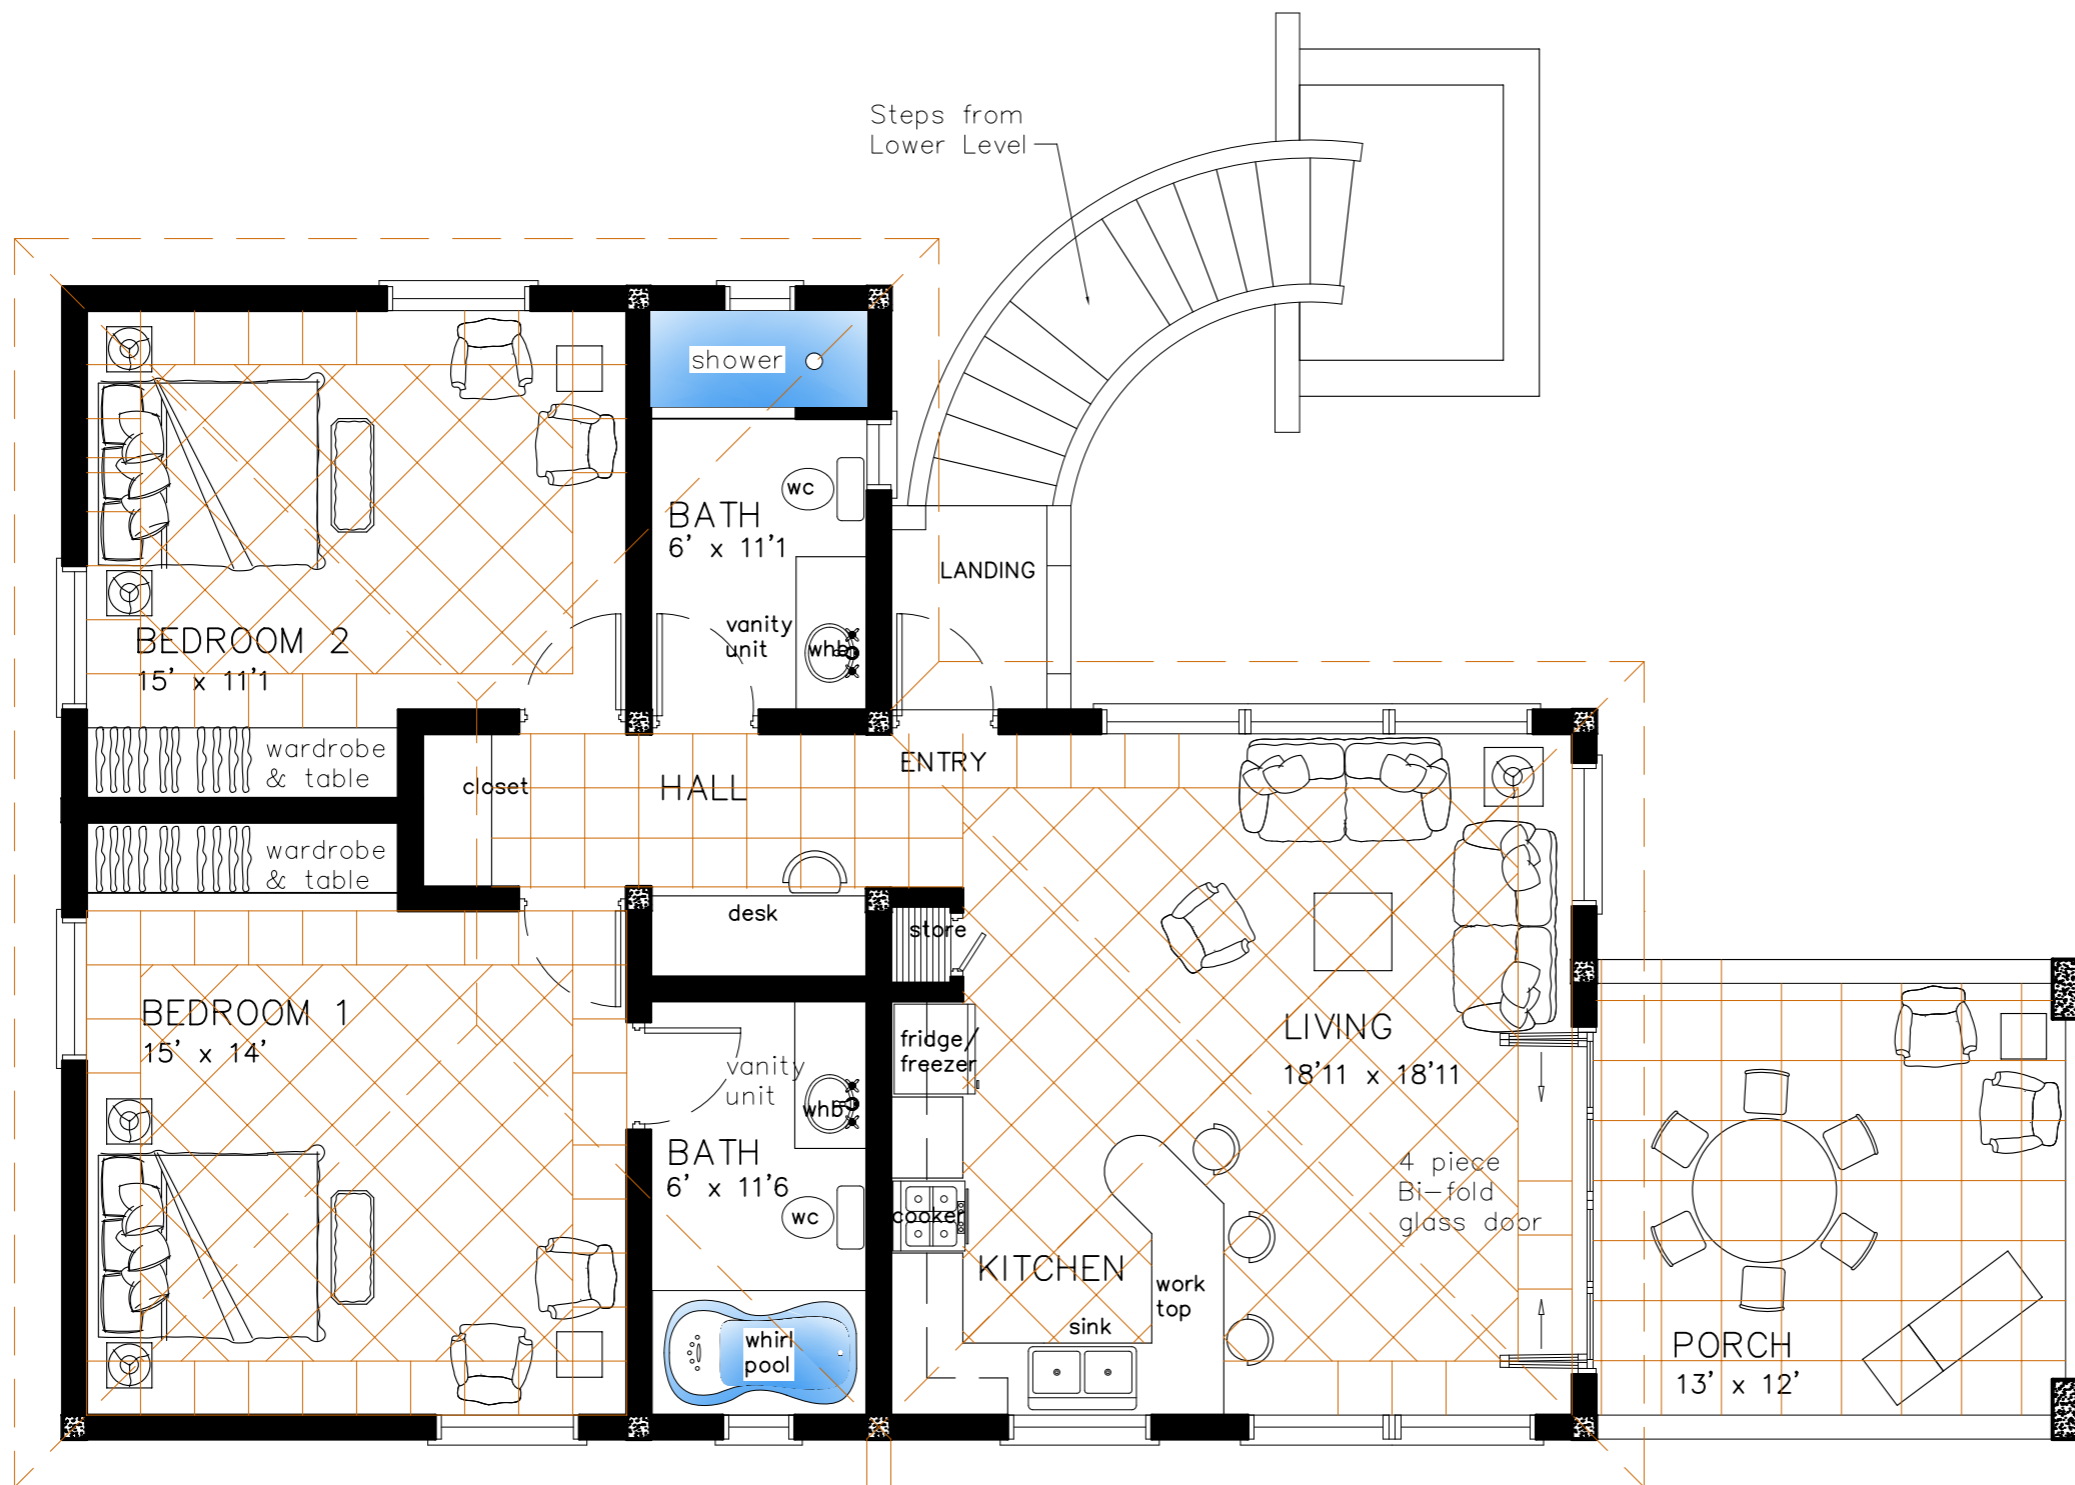 Steps from
Lower Level
shower
wc
BATH
6' x 11'1
LANDING
vanity
unit
whb
BEDROOM 2
15' x 11'1
wardrobe
& table
closet
HALL
ENTRY
wardrobe
& table
desk
store
BEDROOM 1
15' x 14'
fridge/
freezer
LIVING
18'11 x 18'11
vanity
unit
whb
BATH
6' x 11'6
wc
cooker
4 piece
Bi-fold
glass door
KITCHEN
work
top
sink
whirl
pool
PORCH
13' x 12'